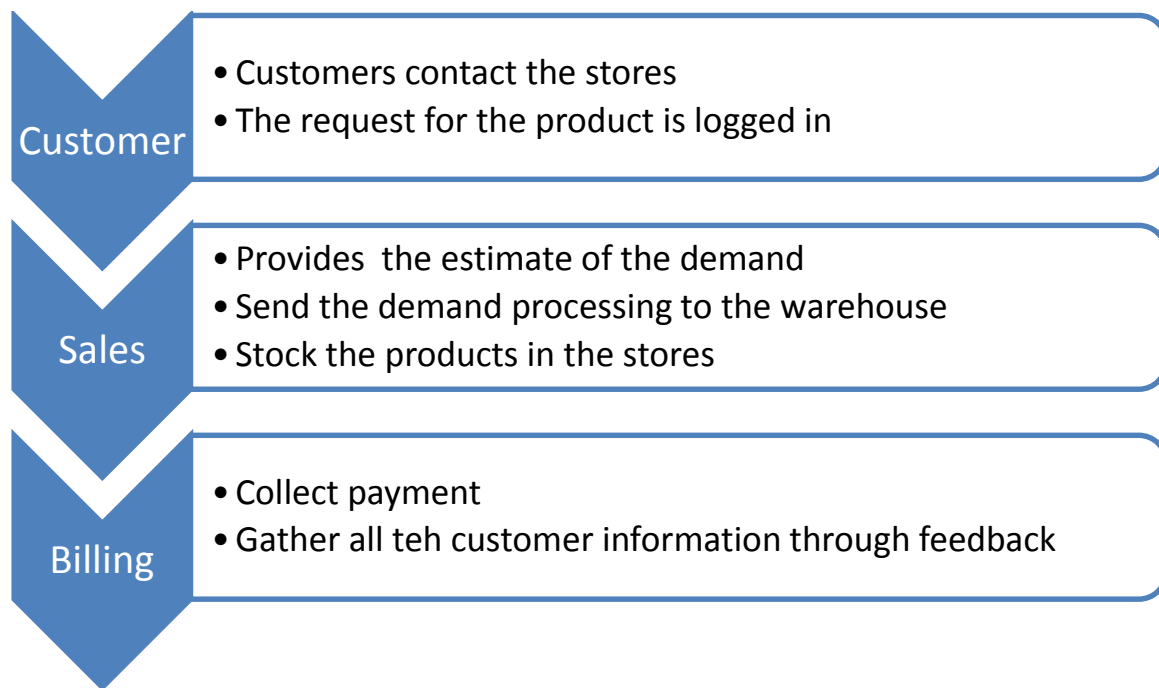 Customer
• Customers contact the stores
• The request for the product is logged in
Sales
• Provides  the estimate of the demand
• Send the demand processing to the warehouse
• Stock the products in the stores
Billing
• Collect payment
• Gather all teh customer information through feedback